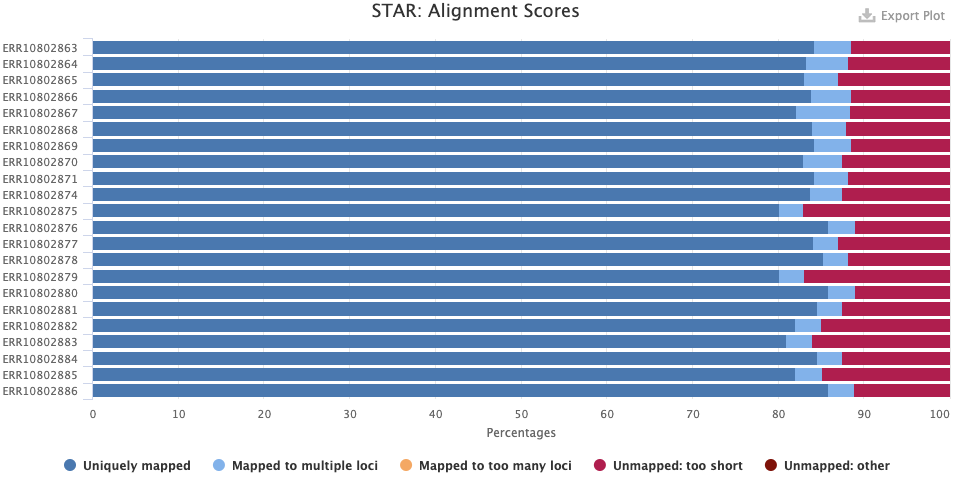 STAR: Alignment Scores
Export Plot
ERR10802863
ERR10802864
ERR10802865
ERR10802866
ERR10802867
ERR10802868
ERR10802869
ERR10802870
ERR10802871
ERR10802874
ERR10802875
ERR10802876
ERR10802877
ERR10802878
ERR10802879
ERR10802880
ERR10802881
ERR10802882
ERR10802883
ERR10802884
ERR10802885
ERR10802886
0 10 20 30 40 50 60 70 80 90 100
Percentages
Uniquely mapped Mapped to multiple loci Mapped to too many loci Unmapped: too short Unmapped: other